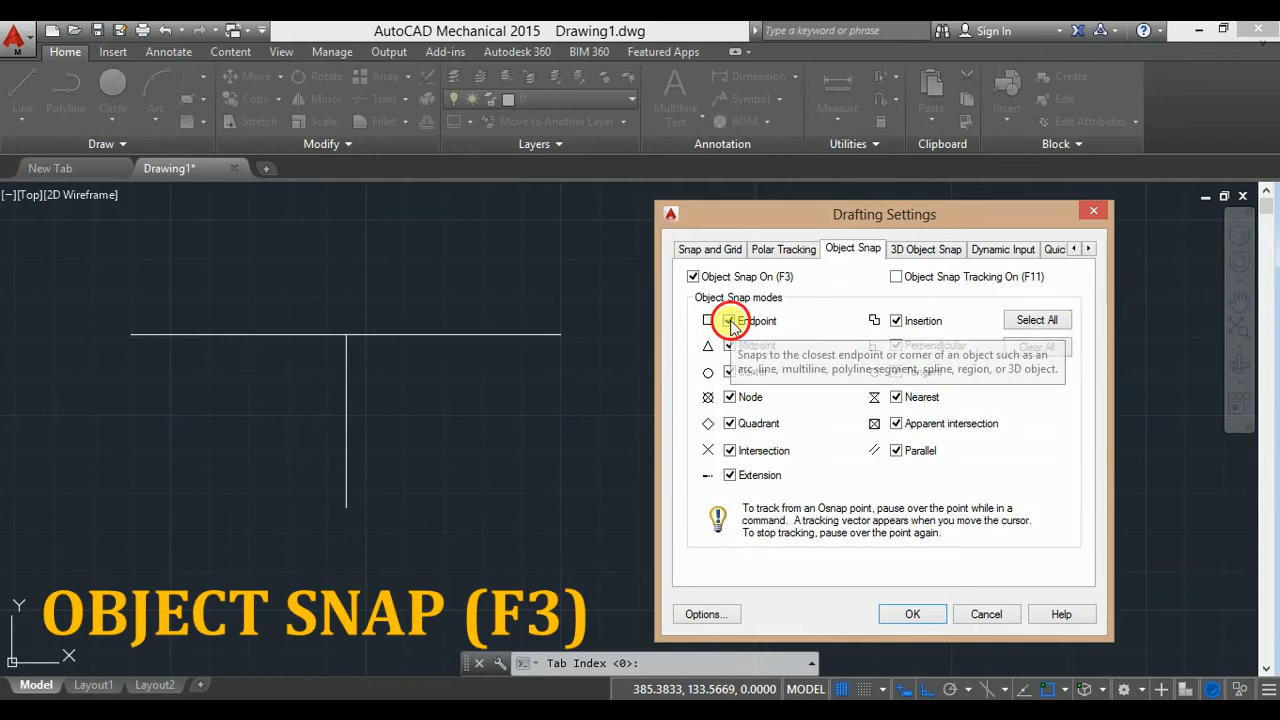 AutoCAD Mechanical 2015 Drawing1.dwg
Type a keyword or phrase
Sign In
M
Home Insert Annotate Content View Manage Output Add-ins Autodesk 360 BIM 360 Featured Apps
Line Polyline Circle Arc
Move Rotate Array
Copy Mirror Trim
Stretch Scale Fillet
0
Move to Another Layer
A Multiline Text
Dimension
Symbol
BOM
Measure
Paste
Insert
Create
Edit
Edit Attributes
Draw Modify Layers Annotation Utilities Clipboard Block
New Tab Drawing1*
[−][Top][2D Wireframe]
Drafting Settings
Snap and Grid Polar Tracking Object Snap 3D Object Snap Dynamic Input Quic
Object Snap On (F3) Object Snap Tracking On (F11)
Object Snap modes
Endpoint Insertion Select All
Midpoint Perpendicular Clear All
Snaps to the closest endpoint or corner of an object such as an
arc, line, multiline, polyline segment, spline, region, or 3D object.
Node Nearest
Quadrant Apparent intersection
Intersection Parallel
Extension
To track from an Osnap point, pause over the point while in a
command. A tracking vector appears when you move the cursor.
To stop tracking, pause over the point again.
Options... OK Cancel Help
Y
X
OBJECT SNAP (F3)
Tab Index <0>:
Model Layout1 Layout2
385.3833, 133.5669, 0.0000 MODEL